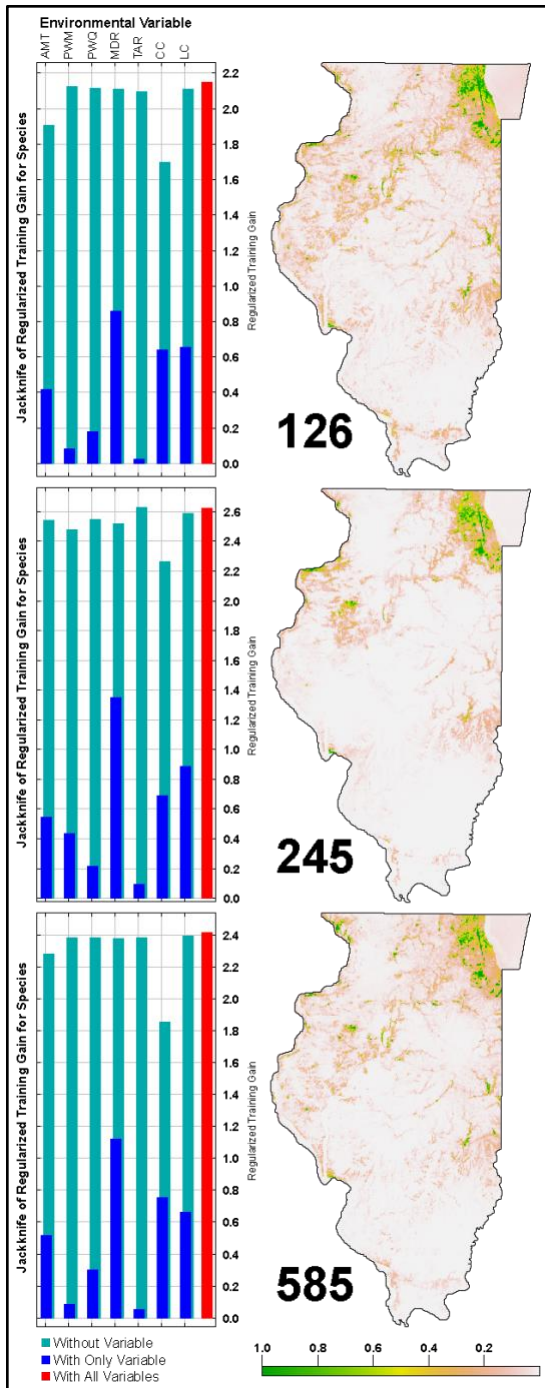 Environmental Variable
AMT
PWM
PWQ
MDR
TAR
CC
LC
Jackknife of Regularized Training Gain for Species
2.2
2.0
1.8
1.6
1.4
1.2
1.0
0.8
0.6
0.4
0.2
0.0
Regularized Training Gain
126
Jackknife of Regularized Training Gain for Species
2.6
2.4
2.2
2.0
1.8
1.6
1.4
1.2
1.0
0.8
0.6
0.4
0.2
0.0
Regularized Training Gain
245
Jackknife of Regularized Training Gain for Species
2.4
2.2
2.0
1.8
1.6
1.4
1.2
1.0
0.8
0.6
0.4
0.2
0.0
Regularized Training Gain
585
Without Variable
With Only Variable
With All Variables
1.0
0.8
0.6
0.4
0.2